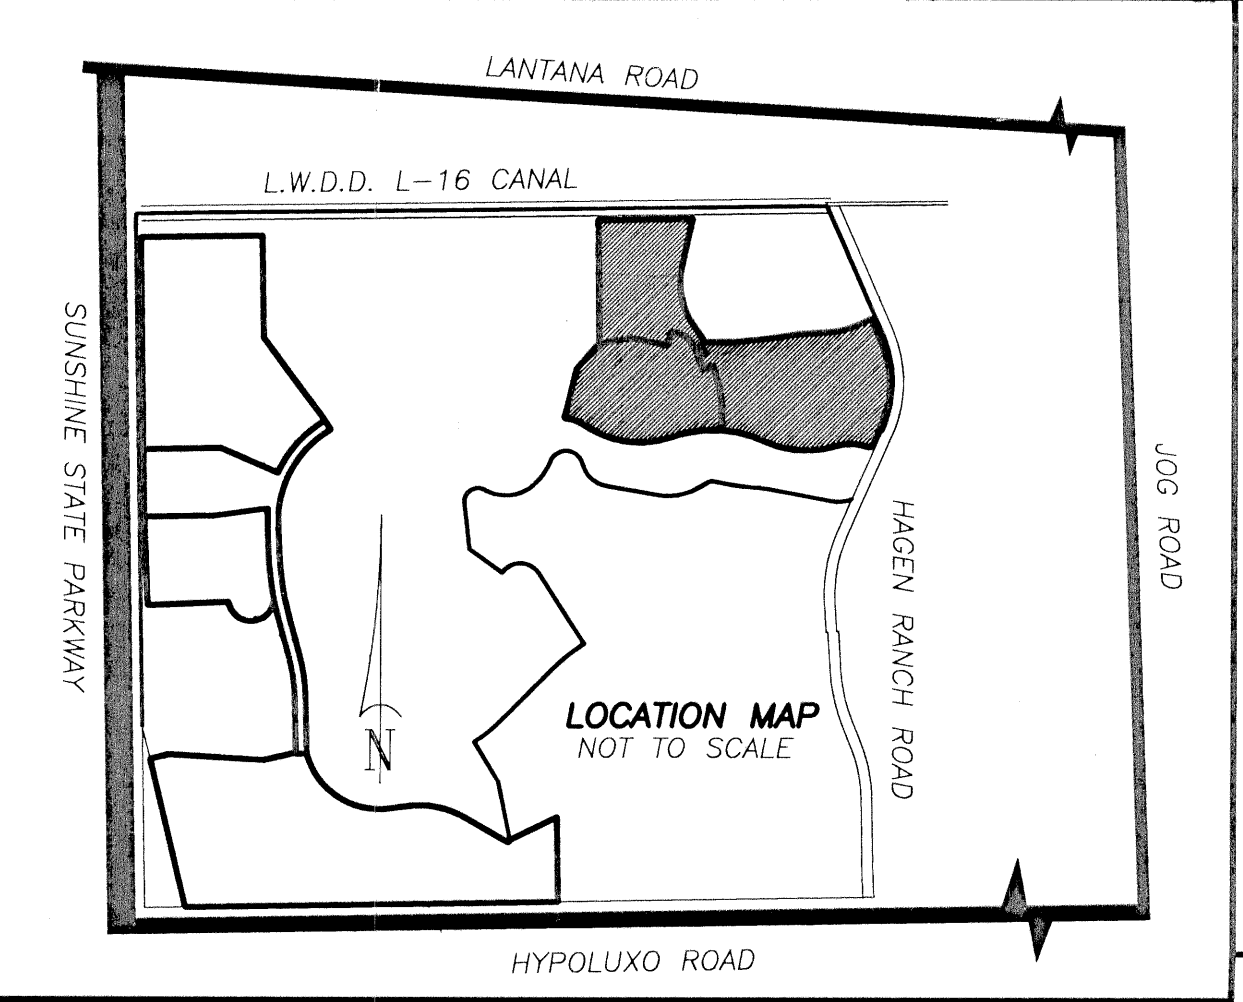 LANTANA ROAD
L.W.D.D. L-16 CANAL
SUNSHINE STATE PARKWAY
JOG ROAD
HAGEN RANCH ROAD
LOCATION MAP
NOT TO SCALE
N
HYPOLUXO ROAD